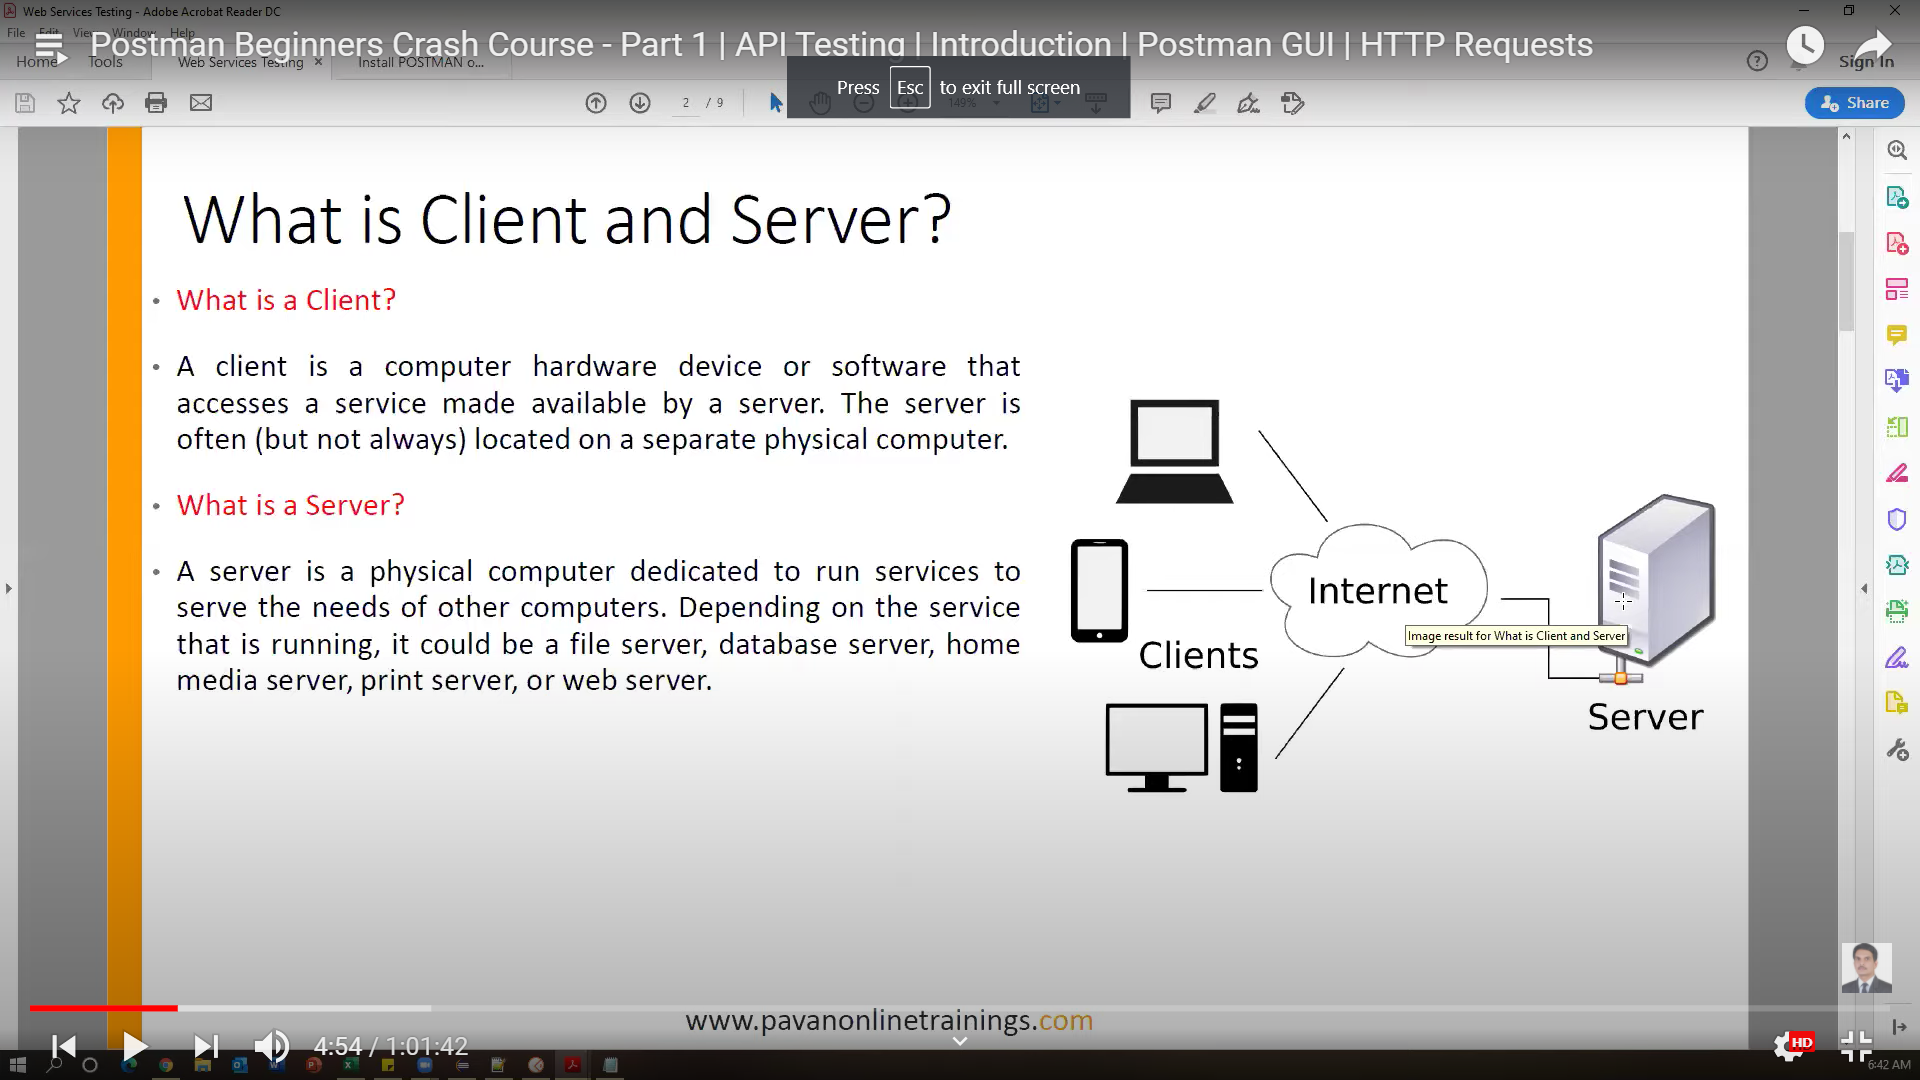 Web Services Testing - Adobe Acrobat Reader DC
File Edit View Window Help
Postman Beginners Crash Course - Part 1 | API Testing | Introduction | Postman GUI | HTTP Requests
Home Tools Web Services Testing × Install POSTMAN o... Sign In
Press Esc to exit full screen
2 / 9 149% Share
What is Client and Server?
• What is a Client?
• A client is a computer hardware device or software that
accesses a service made available by a server. The server is
often (but not always) located on a separate physical computer.
• What is a Server?
• A server is a physical computer dedicated to run services to
serve the needs of other computers. Depending on the service
that is running, it could be a file server, database server, home
media server, print server, or web server.
Internet
Image result for What is Client and Server
Clients
Server
www.pavanonlinetrainings.com
4:54 / 1:01:42
HD
6:42 AM